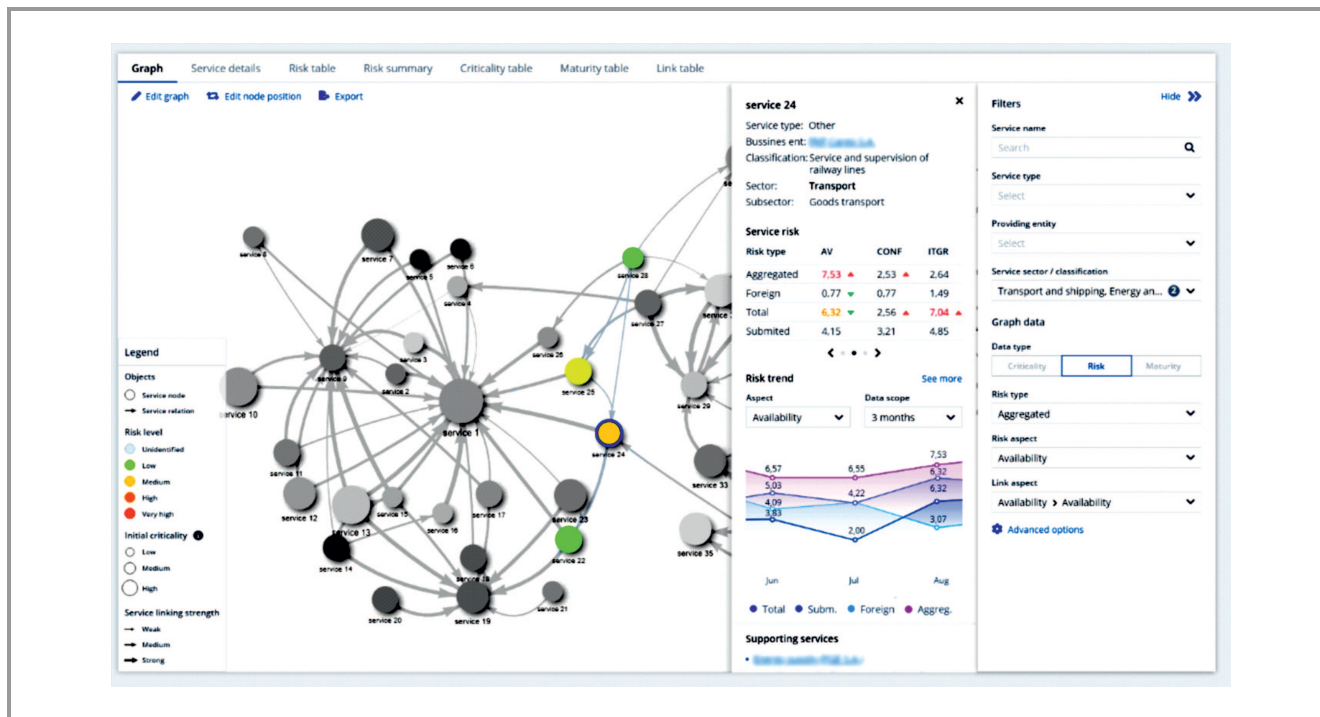 Graph Service details Risk table Risk summary Criticality table Maturity table Link table
Edit graph Edit node position Export
service 6
service 7
service 5
service 6
service 4
service 3
service 9
service 2
service 10
service 1
service 11
service 12
service 13
service 15
service 16
service 17
service 14
service 18
service 19
service 20
service 21
service 22
service 23
service 24
service 25
service 26
service 28
service 27
service 29
service 33
service 35
Legend
Objects
Service node
Service relation
Risk level
Unidentified
Low
Medium
High
Very high
Initial criticality
Low
Medium
High
Service linking strength
Weak
Medium
Strong
service 24
Service type: Other
Bussines ent:
Classification: Service and supervision of
railway lines
Sector: Transport
Subsector: Goods transport
Service risk
Risk type AV CONF ITGR
Aggregated 7,53 2,53 2,64
Foreign 0.77 0,77 1.49
Total 6,32 2,56 7,04
Submited 4,15 3,21 4,85
Risk trend See more
Aspect Data scope
Availability 3 months
6,57 6,55 7,53
5,03 4,22 6,32
4,09 6,32
3,83 2,00 3,07
Jun Jul Aug
Total Subm. Foreign Aggreg.
Supporting services
Hide
Filters
Service name
Search
Service type
Select
Providing entity
Select
Service sector / classification
Transport and shipping, Energy an... 2
Graph data
Data type
Criticality Risk Maturity
Risk type
Aggregated
Risk aspect
Availability
Link aspect
Availability > Availability
Advanced options